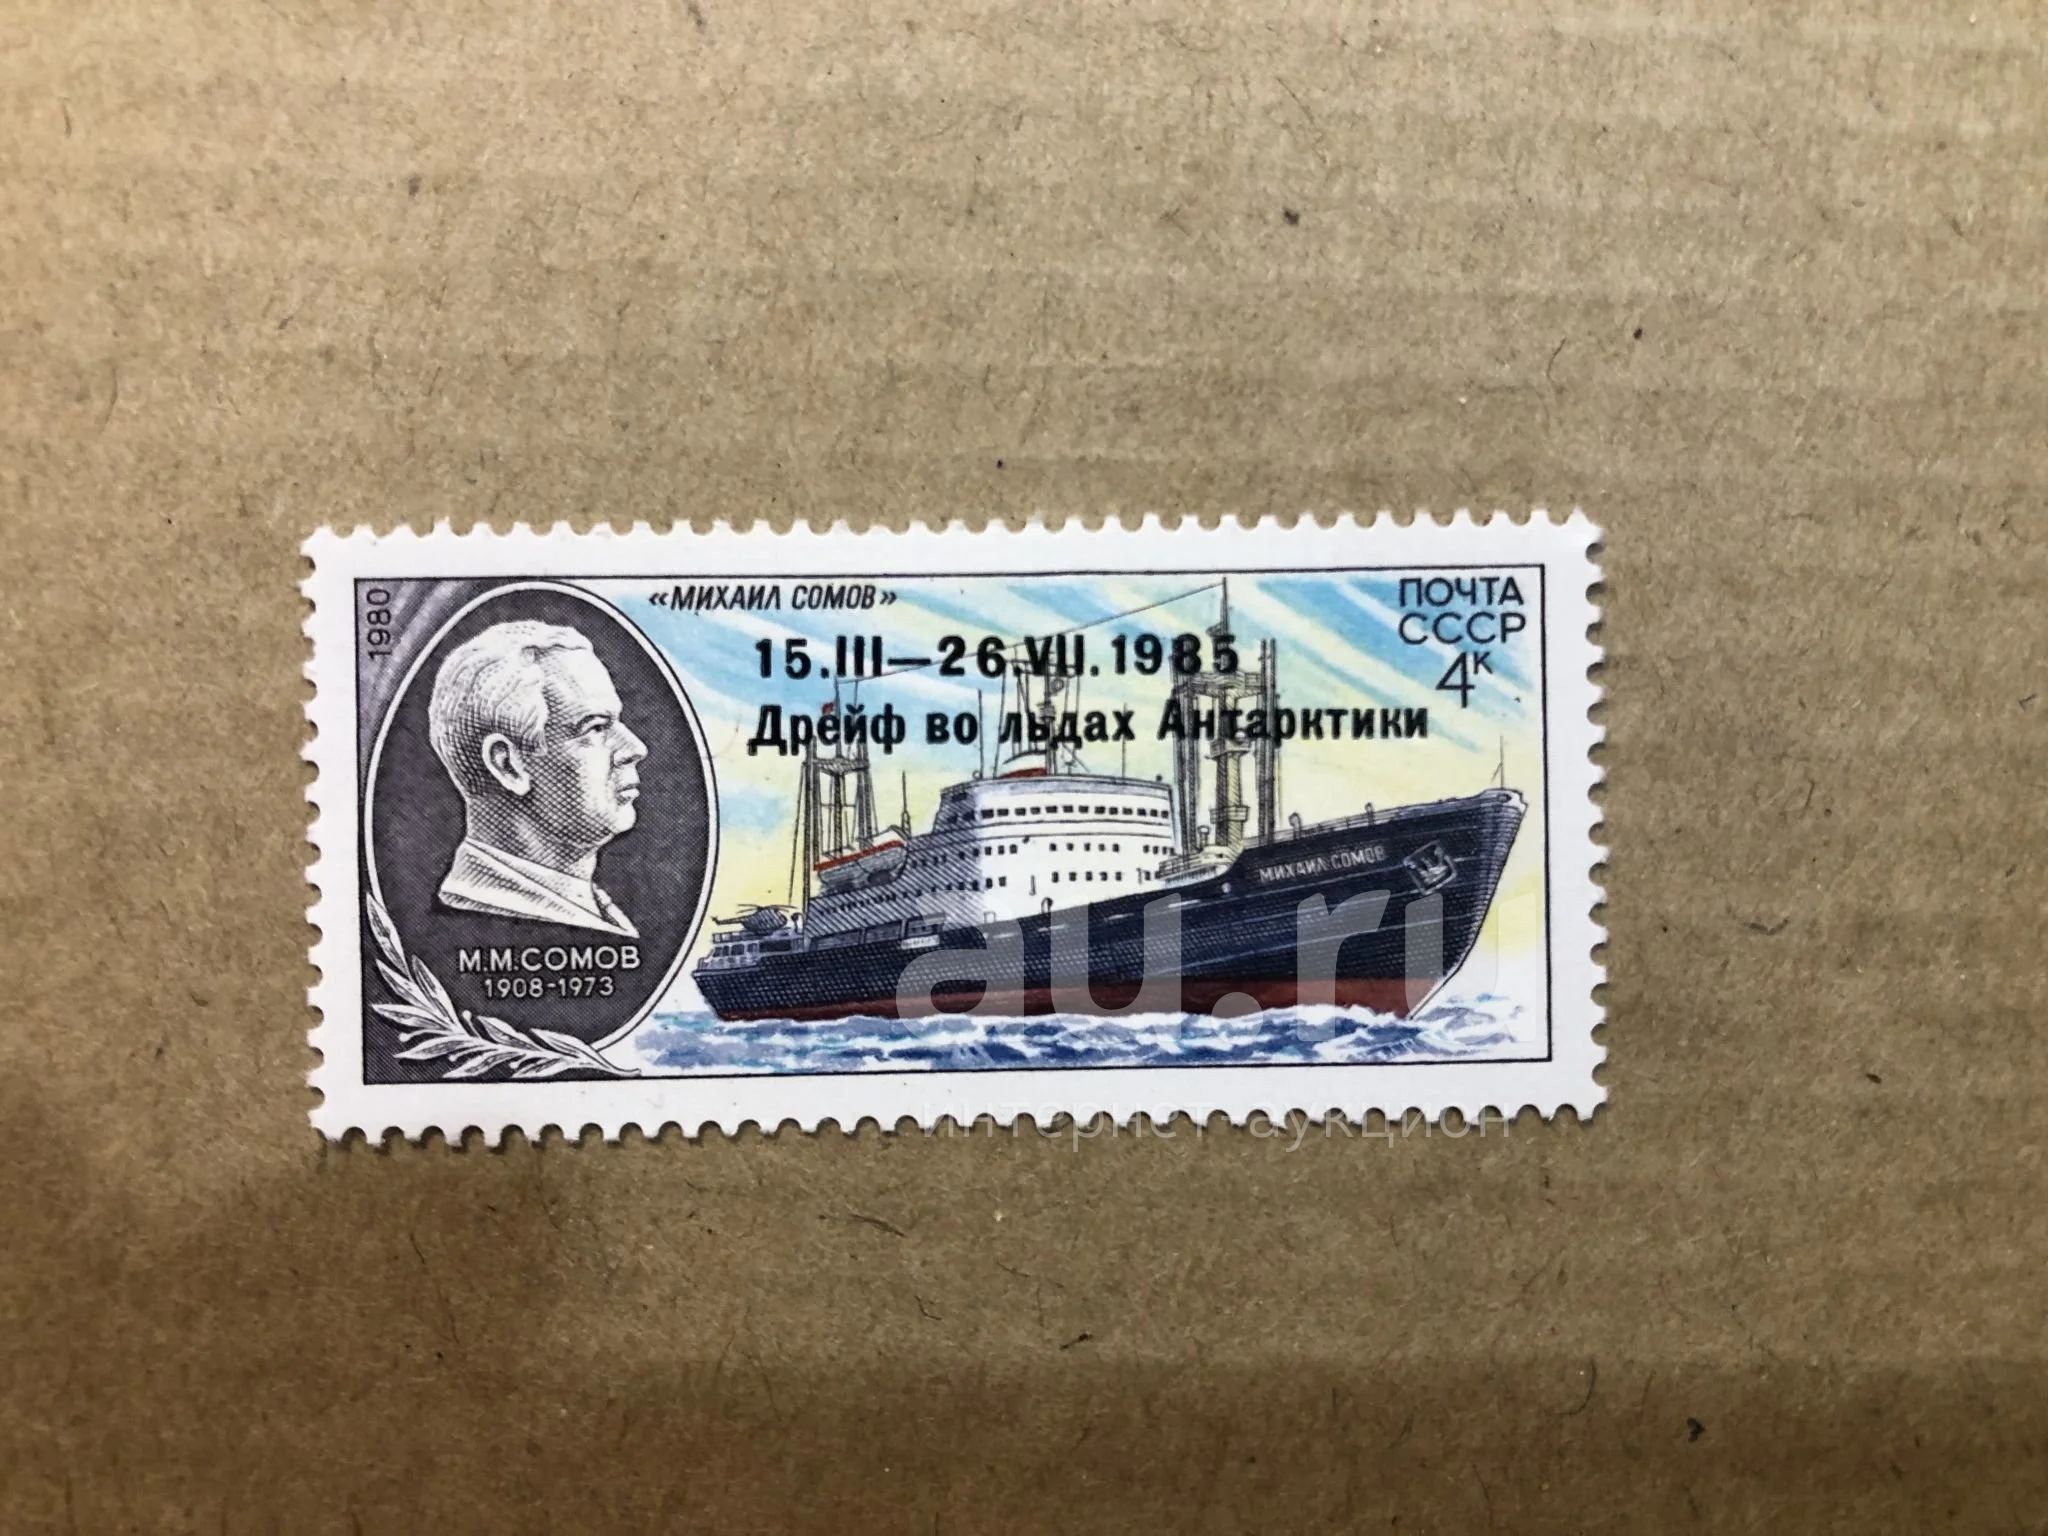 1980
«МИХАИЛ СОМОВ»
ПОЧТА
СССР
4к
15.III—26.VII.1985
Дрейф во льдах Антарктики
МИХАИЛ СОМОВ
М.М.СОМОВ
1908-1973
au.ru
интернет-аукцион